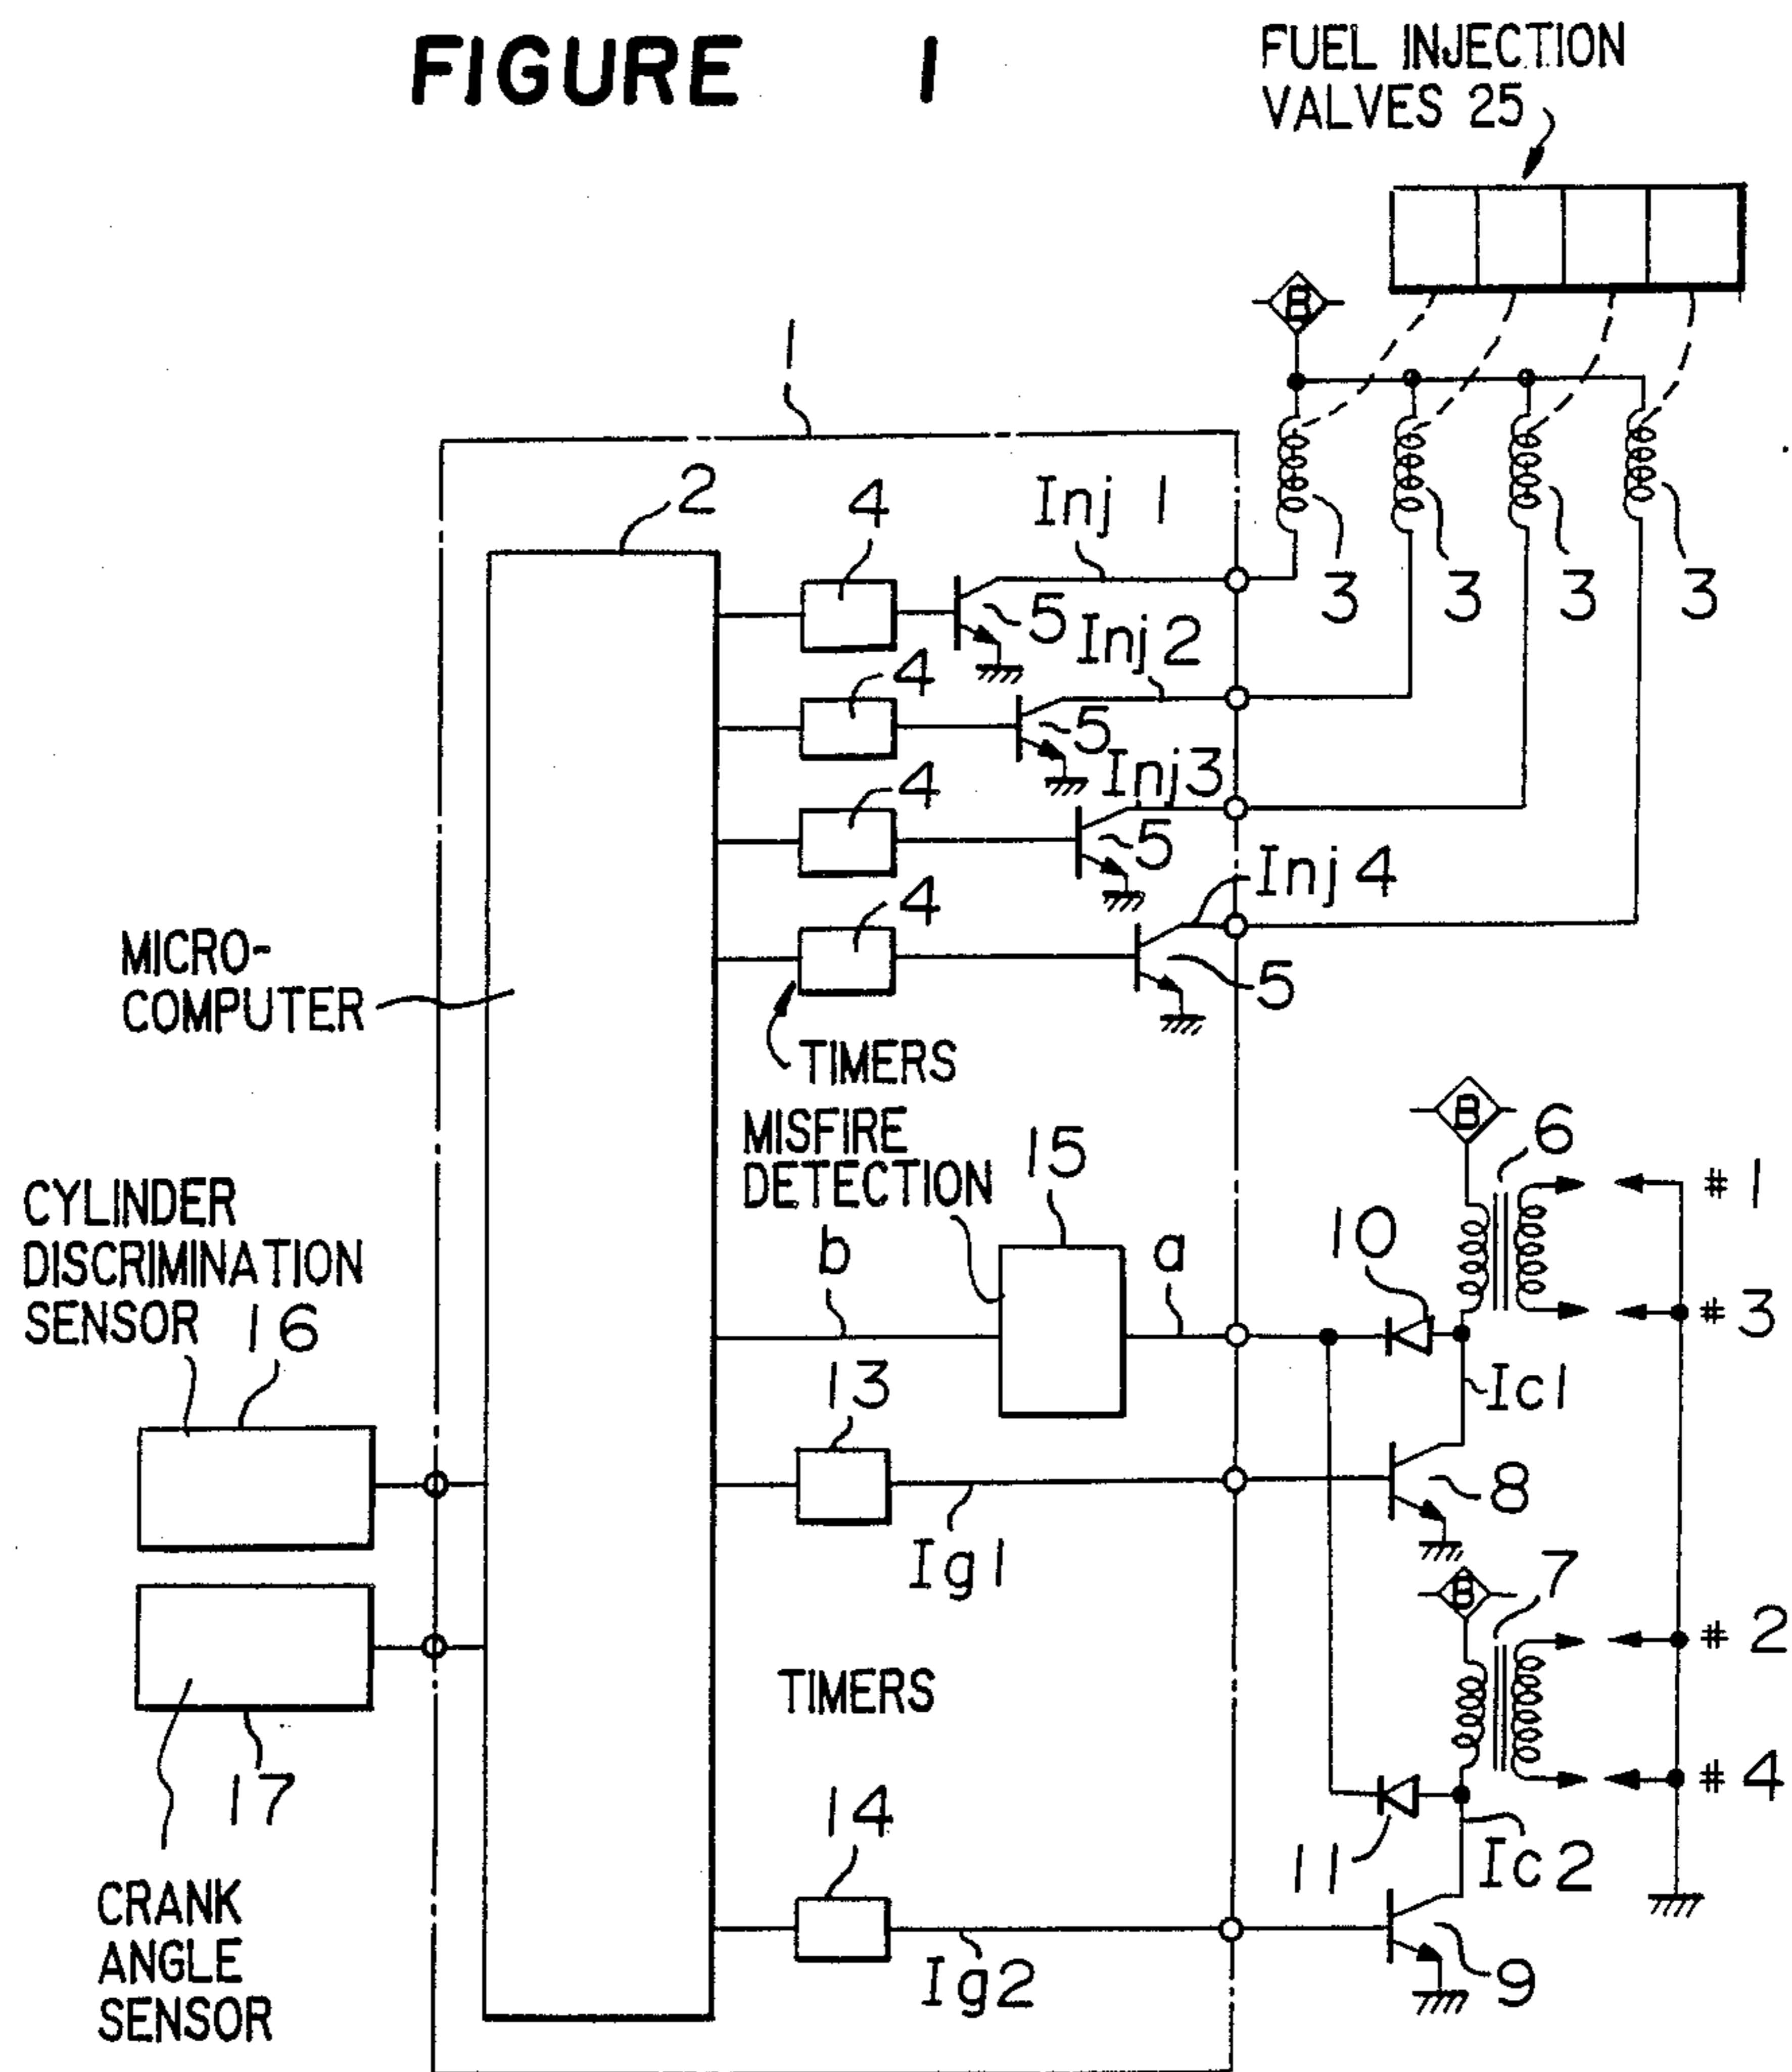 FIGURE 1
FUEL INJECTION
VALVES 25
B
1
2
4
Inj 1
3
3
3
3
5
Inj 2
4
5
Inj 3
4
5
Inj 4
4
5
MICRO-
COMPUTER
TIMERS
MISFIRE
DETECTION
15
B
6
#1
CYLINDER
DISCRIMINATION
SENSOR
16
b
a
10
#3
13
Ic1
8
Ig1
B
7
#2
TIMERS
17
14
11
#4
Ic2
CRANK
ANGLE
SENSOR
Ig2
9